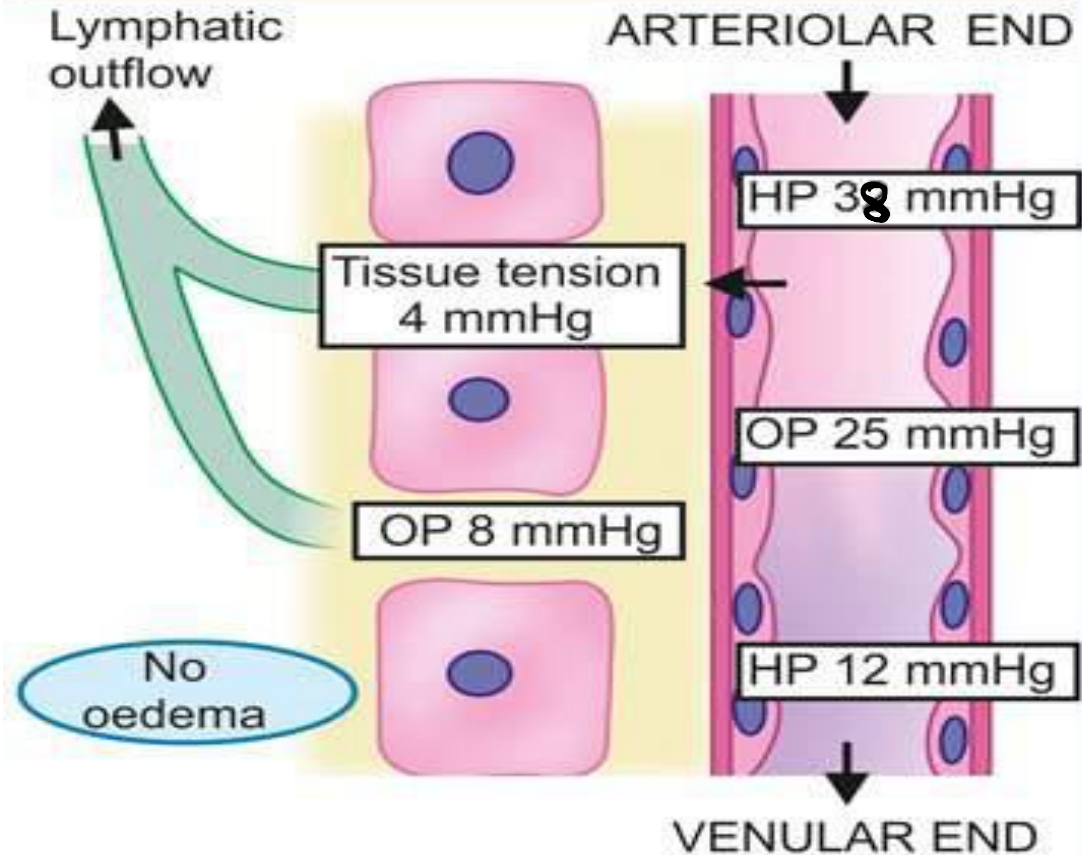 Lymphatic
outflow
ARTERIOLAR END
HP 38 mmHg
Tissue tension
4 mmHg
OP 25 mmHg
OP 8 mmHg
HP 12 mmHg
No
oedema
VENULAR END